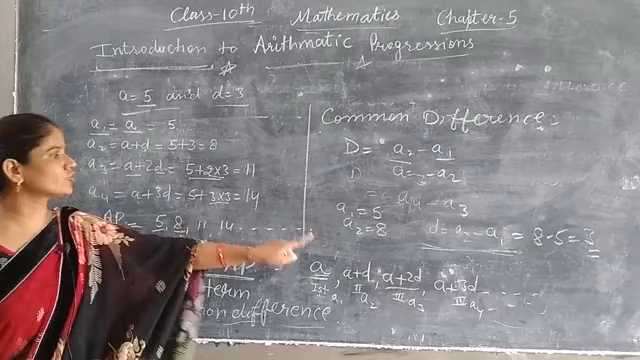 Class-10th Mathematics Chapter-5
Introduction to Arithmatic Progressions
a = 5 and d = 3
a₁ = a = 5
a₂ = a+d = 5+3 = 8
a₃ = a+2d = 5+2×3 = 11
a₄ = a+3d = 5+3×3 = 14
AP = 5, 8, 11, 14 -----
term
difference
Common Difference:
D = a₂ - a₁
D = a₃ - a₂
= a₄ - a₃
a₁ = 5
a₂ = 8
d = a₂ - a₁ = 8-5 = 3
a, a+d, a+2d, a+3d -----,
Ist a₁ II a₂ III a₃ III a₄